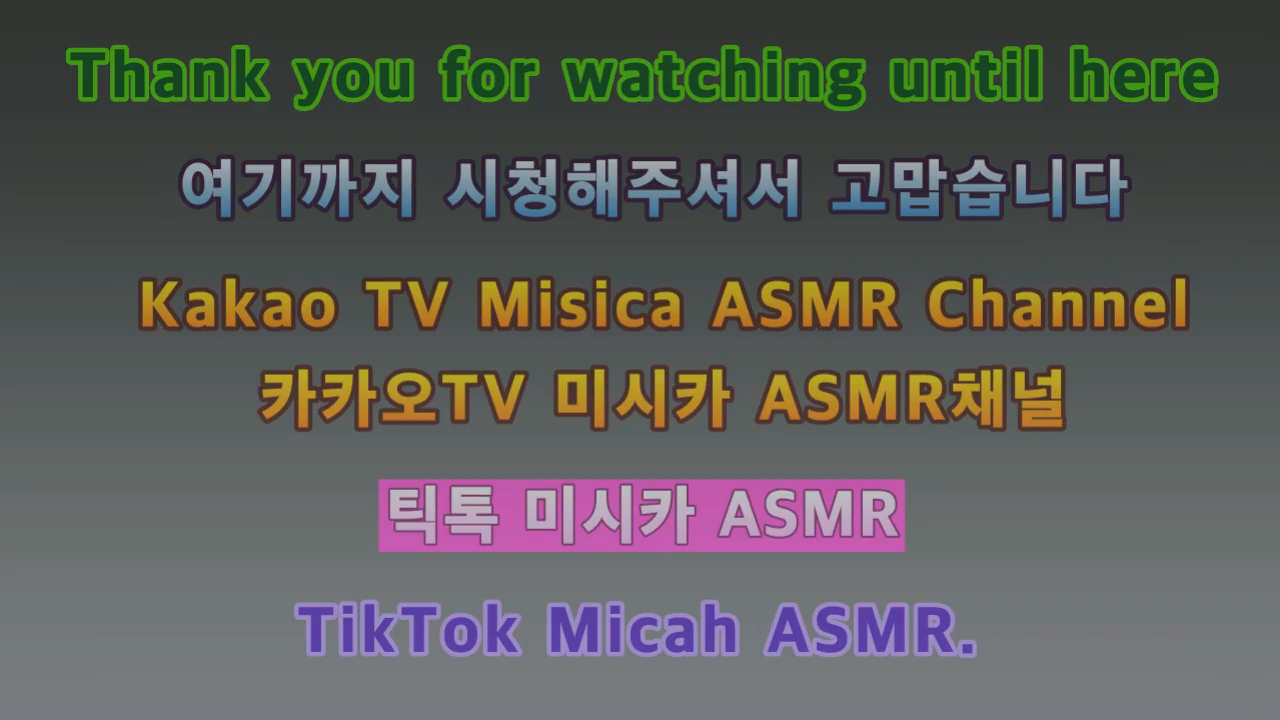 Thank you for watching until here
여기까지 시청해주셔서 고맙습니다
Kakao TV Misica ASMR Channel
카카오TV 미시카 ASMR채널
틱톡 미시카 ASMR
TikTok Micah ASMR.